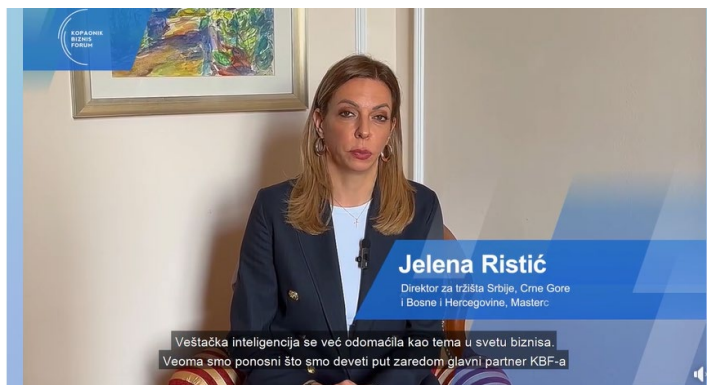 KOPAONIK
BIZNIS
FORUM
Jelena Ristić
Direktor za tržišta Srbije, Crne Gore
i Bosne i Hercegovine, Masterc
Veštačka inteligencija se već odomaćila kao tema u svetu biznisa.
Veoma smo ponosni što smo deveti put zaredom glavni partner KBF-a